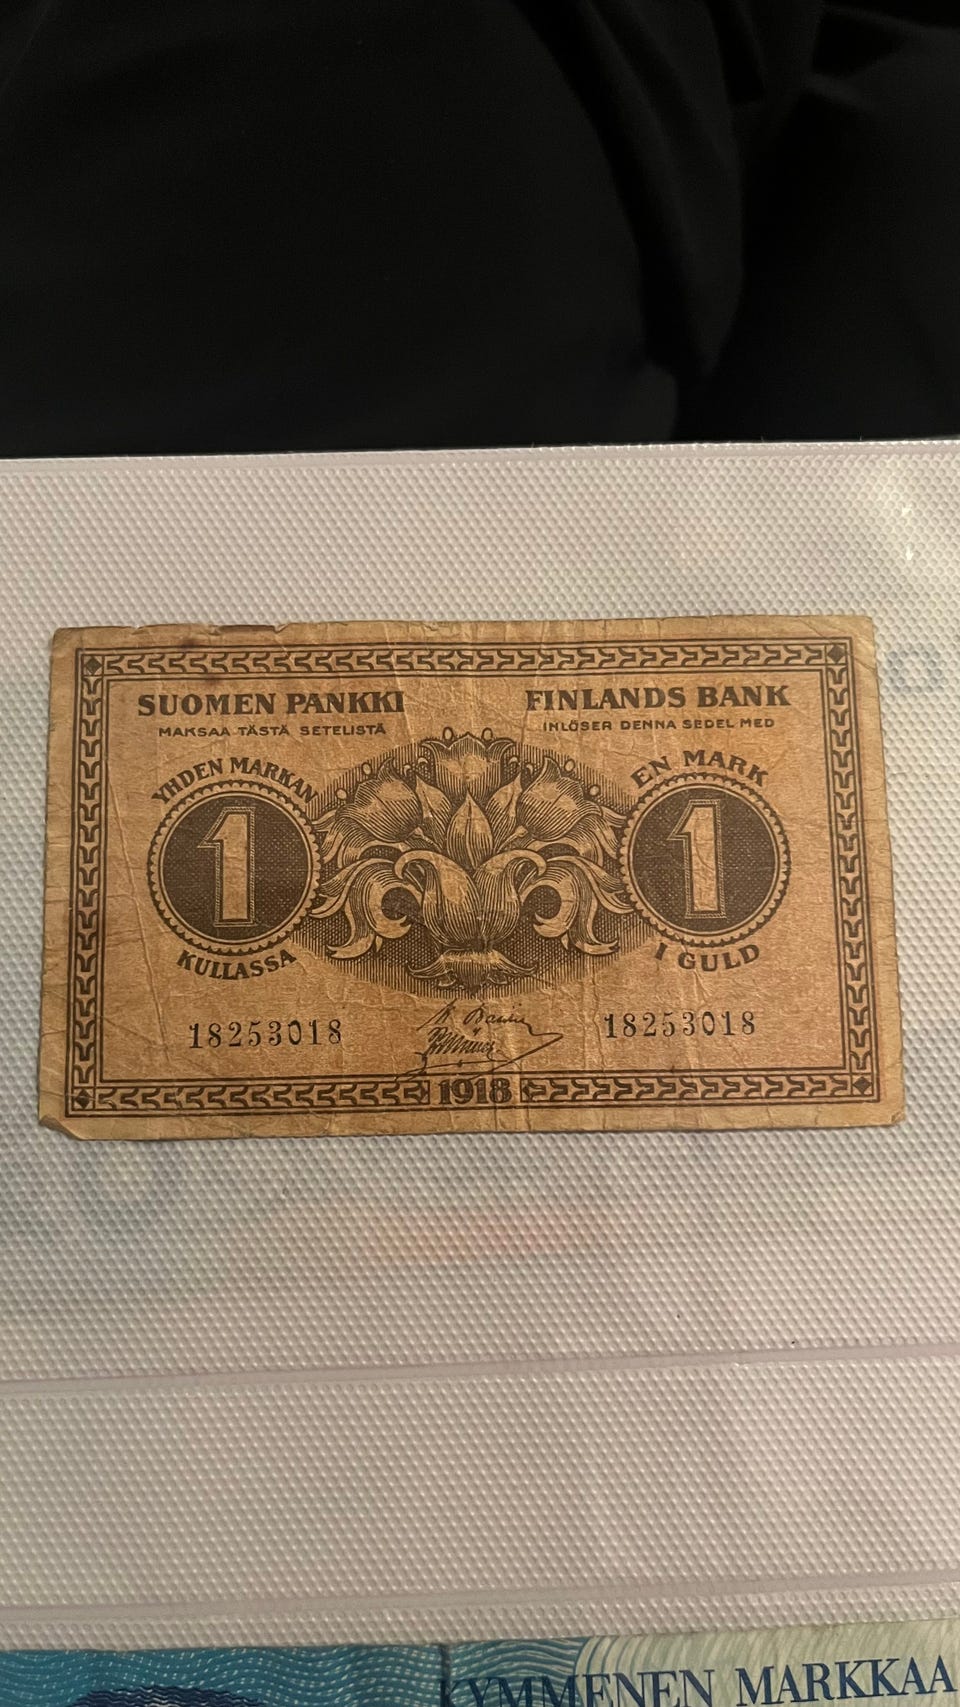 SUOMEN PANKKI
MAKSAA TÄSTÄ SETELISTÄ
YHDEN MARKAN
1
KULLASSA
18253018
FINLANDS BANK
INLÖSER DENNA SEDEL MED
EN MARK
1
I GULD
18253018
1918
KYMMENEN MARKKAA